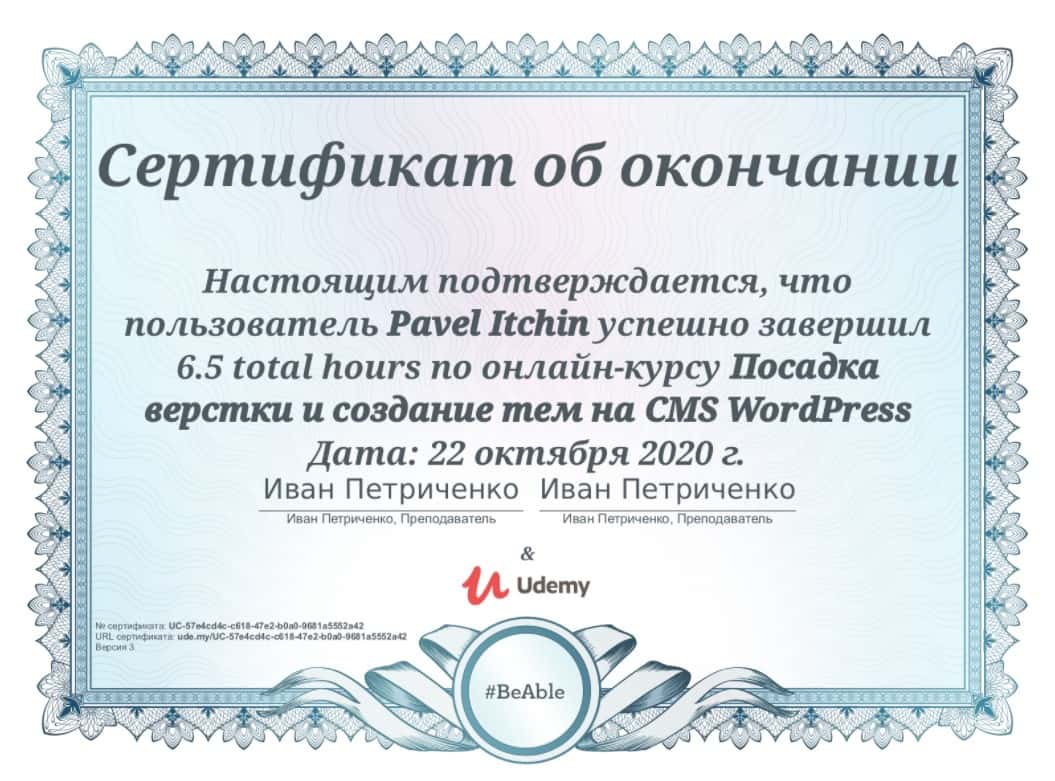 Сертификат об окончании
Настоящим подтверждается, что
пользователь Pavel Itchin успешно завершил
6.5 total hours по онлайн-курсу Посадка
верстки и создание тем на CMS WordPress
Дата: 22 октября 2020 г.
Иван Петриченко Иван Петриченко
Иван Петриченко, Преподаватель Иван Петриченко, Преподаватель
&
Udemy
№ сертификата: UC-57e4cd4c-c618-47e2-b0a0-9681a5552a42
URL сертификата: ude.my/UC-57e4cd4c-c618-47e2-b0a0-9681a5552a42
Версия 3
#BeAble